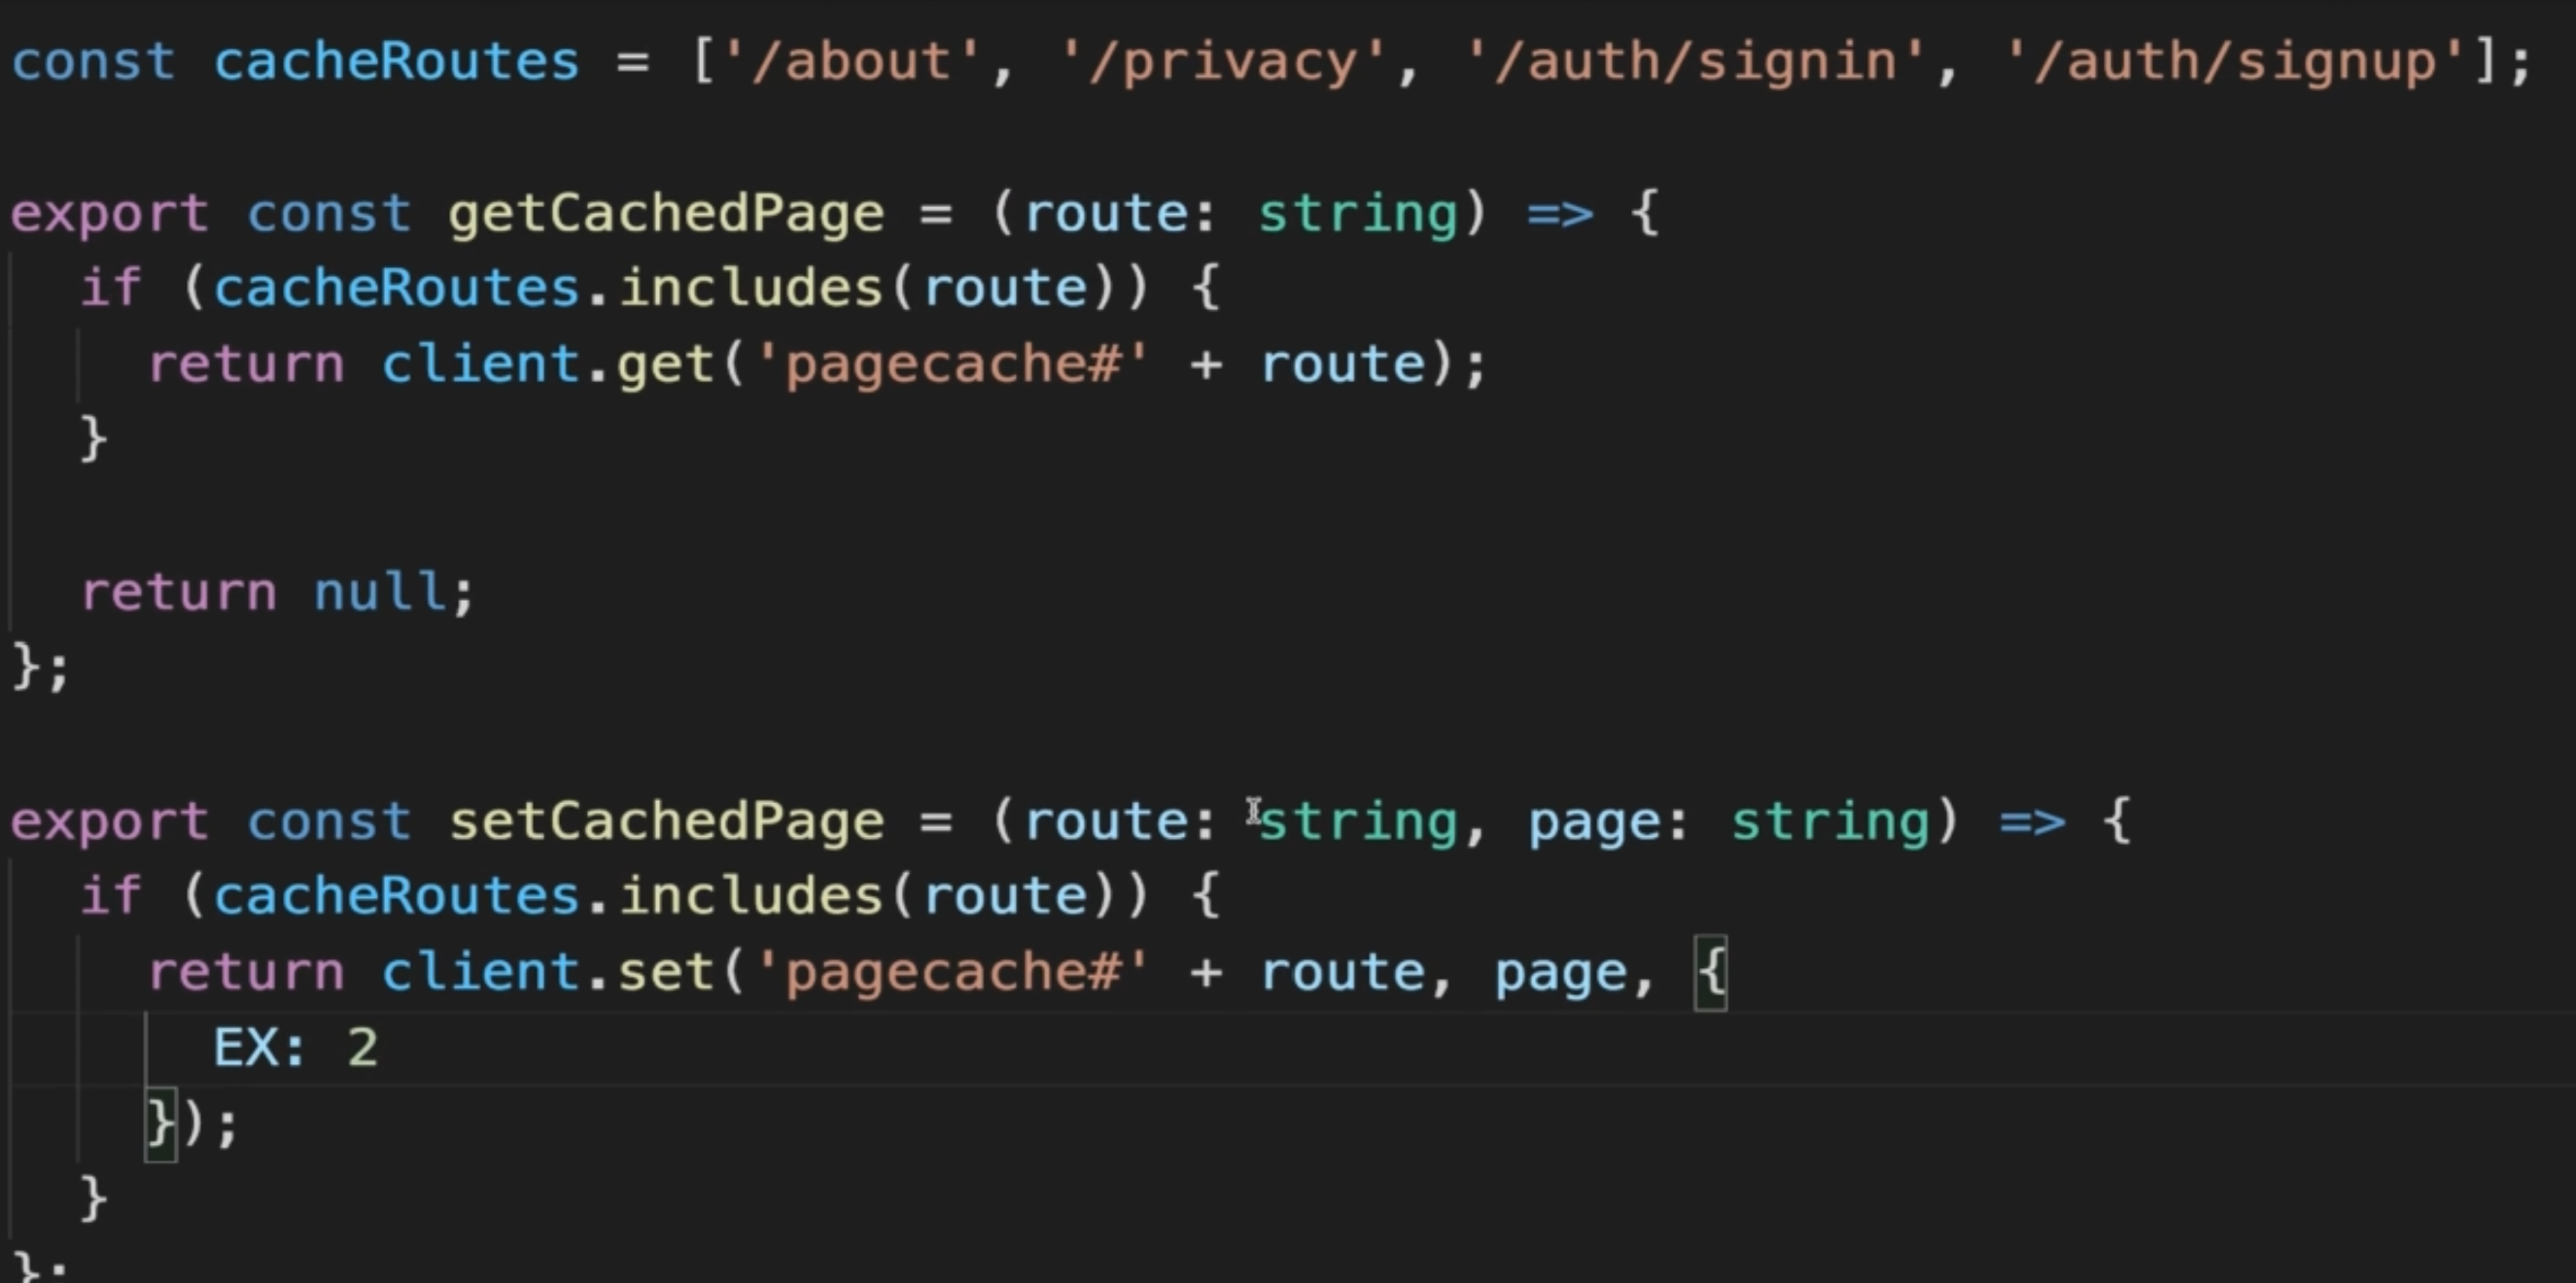 const cacheRoutes = ['/about', '/privacy', '/auth/signin', '/auth/signup'];
export const getCachedPage = (route: string) => {
if (cacheRoutes.includes(route)) {
return client.get('pagecache#' + route);
}
return null;
};
export const setCachedPage = (route: string, page: string) => {
if (cacheRoutes.includes(route)) {
return client.set('pagecache#' + route, page, {
EX: 2
});
}
};